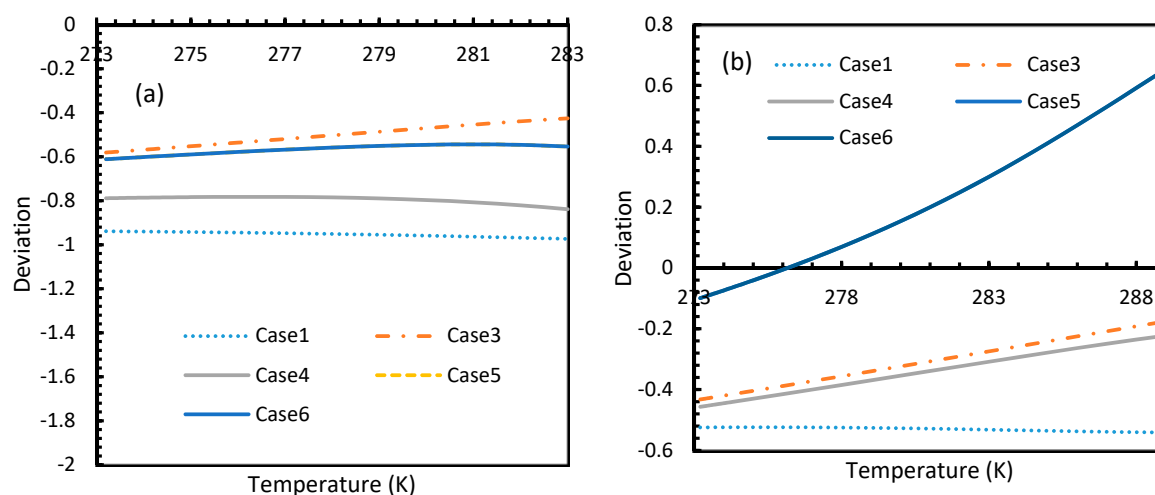 0
273 275 277 279 281 283
-0.2
-0.4
-0.6
-0.8
-1
-1.2
-1.4
-1.6
-1.8
-2
(a)
Deviation
Case1 Case3
Case4 Case5
Case6
Temperature (K)
0.8
0.6
0.4
0.2
0
-0.2
-0.4
-0.6
273 278 283 288
(b)
Deviation
Case1 Case3
Case4 Case5
Case6
Temperature (K)